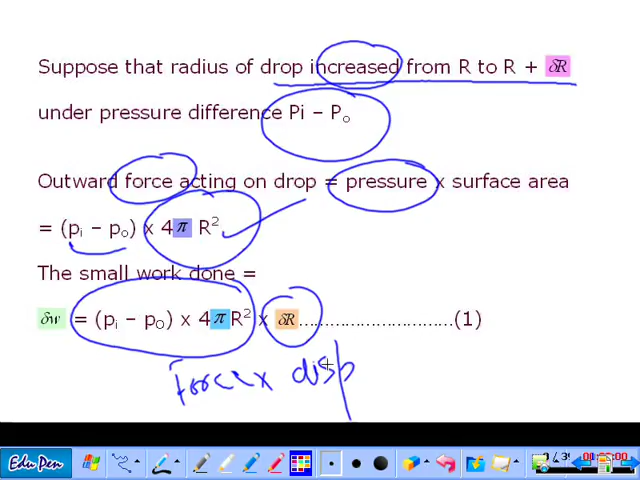 Suppose that radius of drop increased from R to R + δR
under pressure difference Pi – Pₒ
Outward force acting on drop = pressure x surface area
= (pᵢ – pₒ) x 4π R²
The small work done =
δw = (pᵢ – pₒ) x 4π R² x δR..............................(1)
Force x disp
Edu Pen